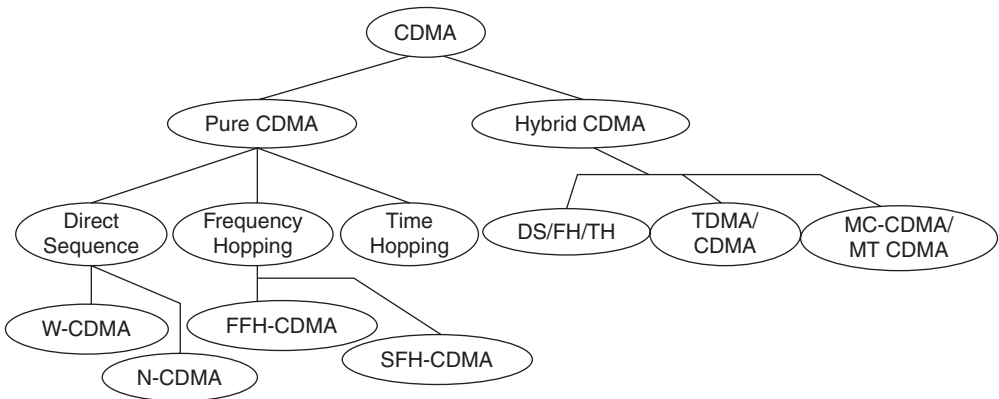 CDMA
Pure CDMA
Hybrid CDMA
Direct
Sequence
Frequency
Hopping
Time
Hopping
DS/FH/TH
TDMA/
CDMA
MC-CDMA/
MT CDMA
W-CDMA
N-CDMA
FFH-CDMA
SFH-CDMA